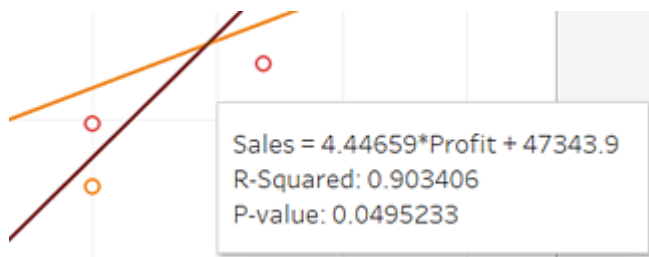 Sales = 4.44659*Profit + 47343.9
R-Squared: 0.903406
P-value: 0.0495233